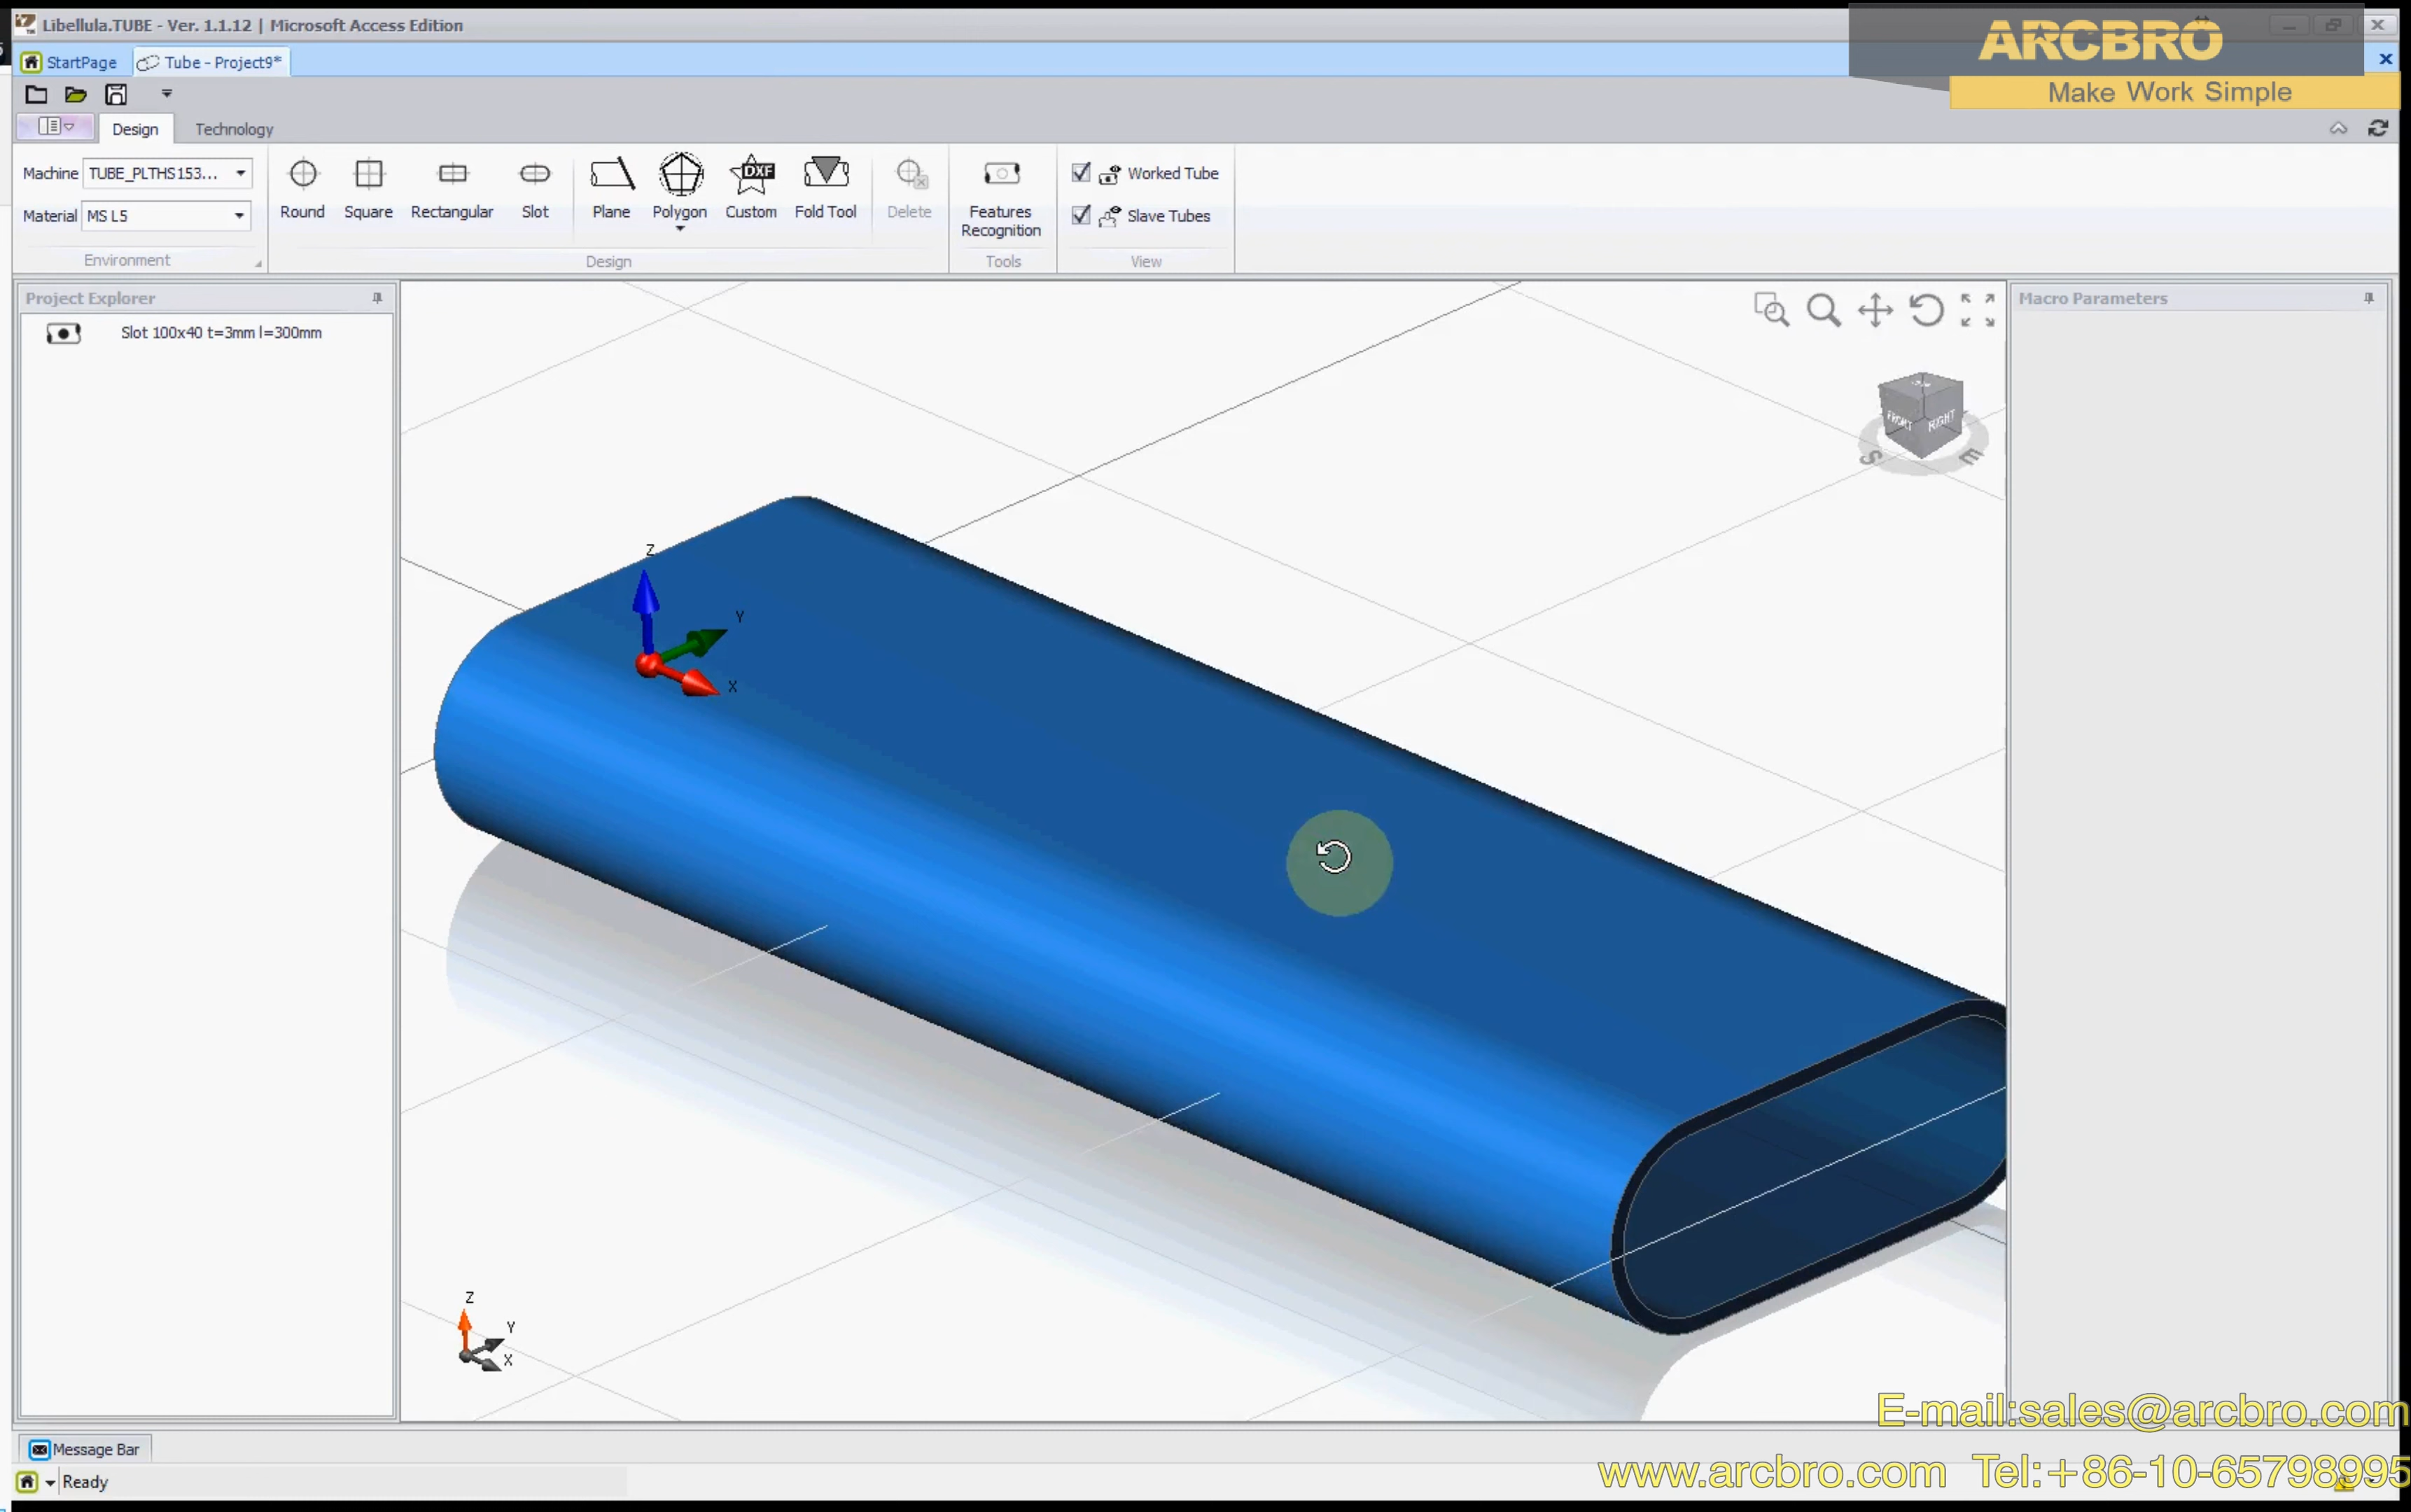 Libellula.TUBE - Ver. 1.1.12 | Microsoft Access Edition
ARCBRO
Make Work Simple
StartPage
Tube - Project9*
Design
Technology
Machine
TUBE_PLTHS153...
Material
MS L5
Environment
Round
Square
Rectangular
Slot
Plane
Polygon
DXF
Custom
Fold Tool
Delete
Design
Features
Recognition
Tools
Worked Tube
Slave Tubes
View
Project Explorer
Slot 100x40 t=3mm l=300mm
Macro Parameters
FRONT
RIGHT
S
E
Z
Y
X
Z
Y
X
E-mail:sales@arcbro.com
www.arcbro.com Tel:+86-10-65798995
Message Bar
Ready